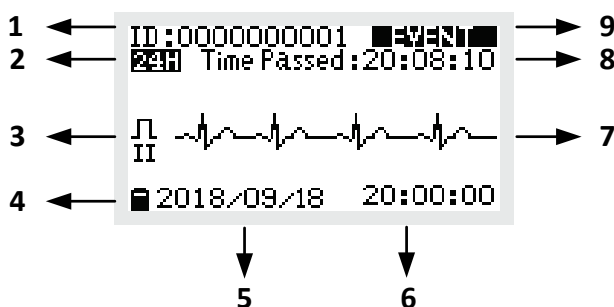 1 ID:0000000001 EVENT 9
2 24H Time Passed:20:08:10 8
3 II 7
4 2018/09/18 20:00:00
5 6